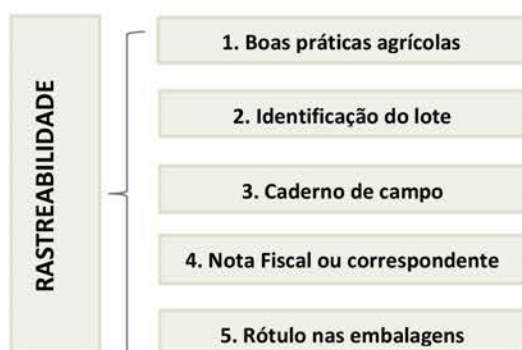 RASTREABILIDADE
1. Boas práticas agrícolas
2. Identificação do lote
3. Caderno de campo
4. Nota Fiscal ou correspondente
5. Rótulo nas embalagens